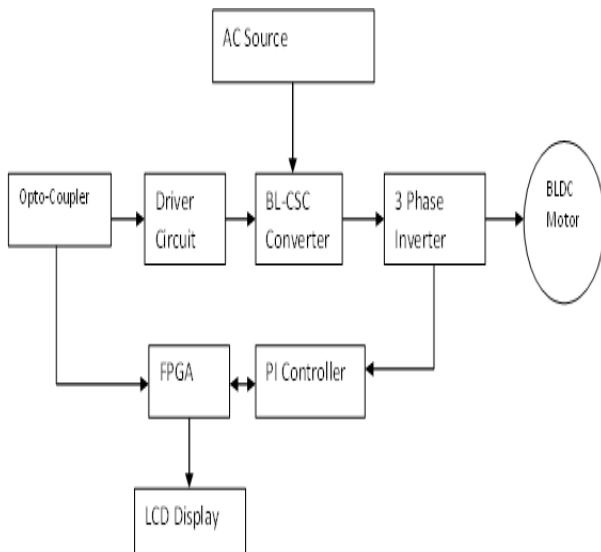 AC Source
Opto-Coupler
Driver
Circuit
BL-CSC
Converter
3 Phase
Inverter
BLDC
Motor
FPGA
PI Controller
LCD Display